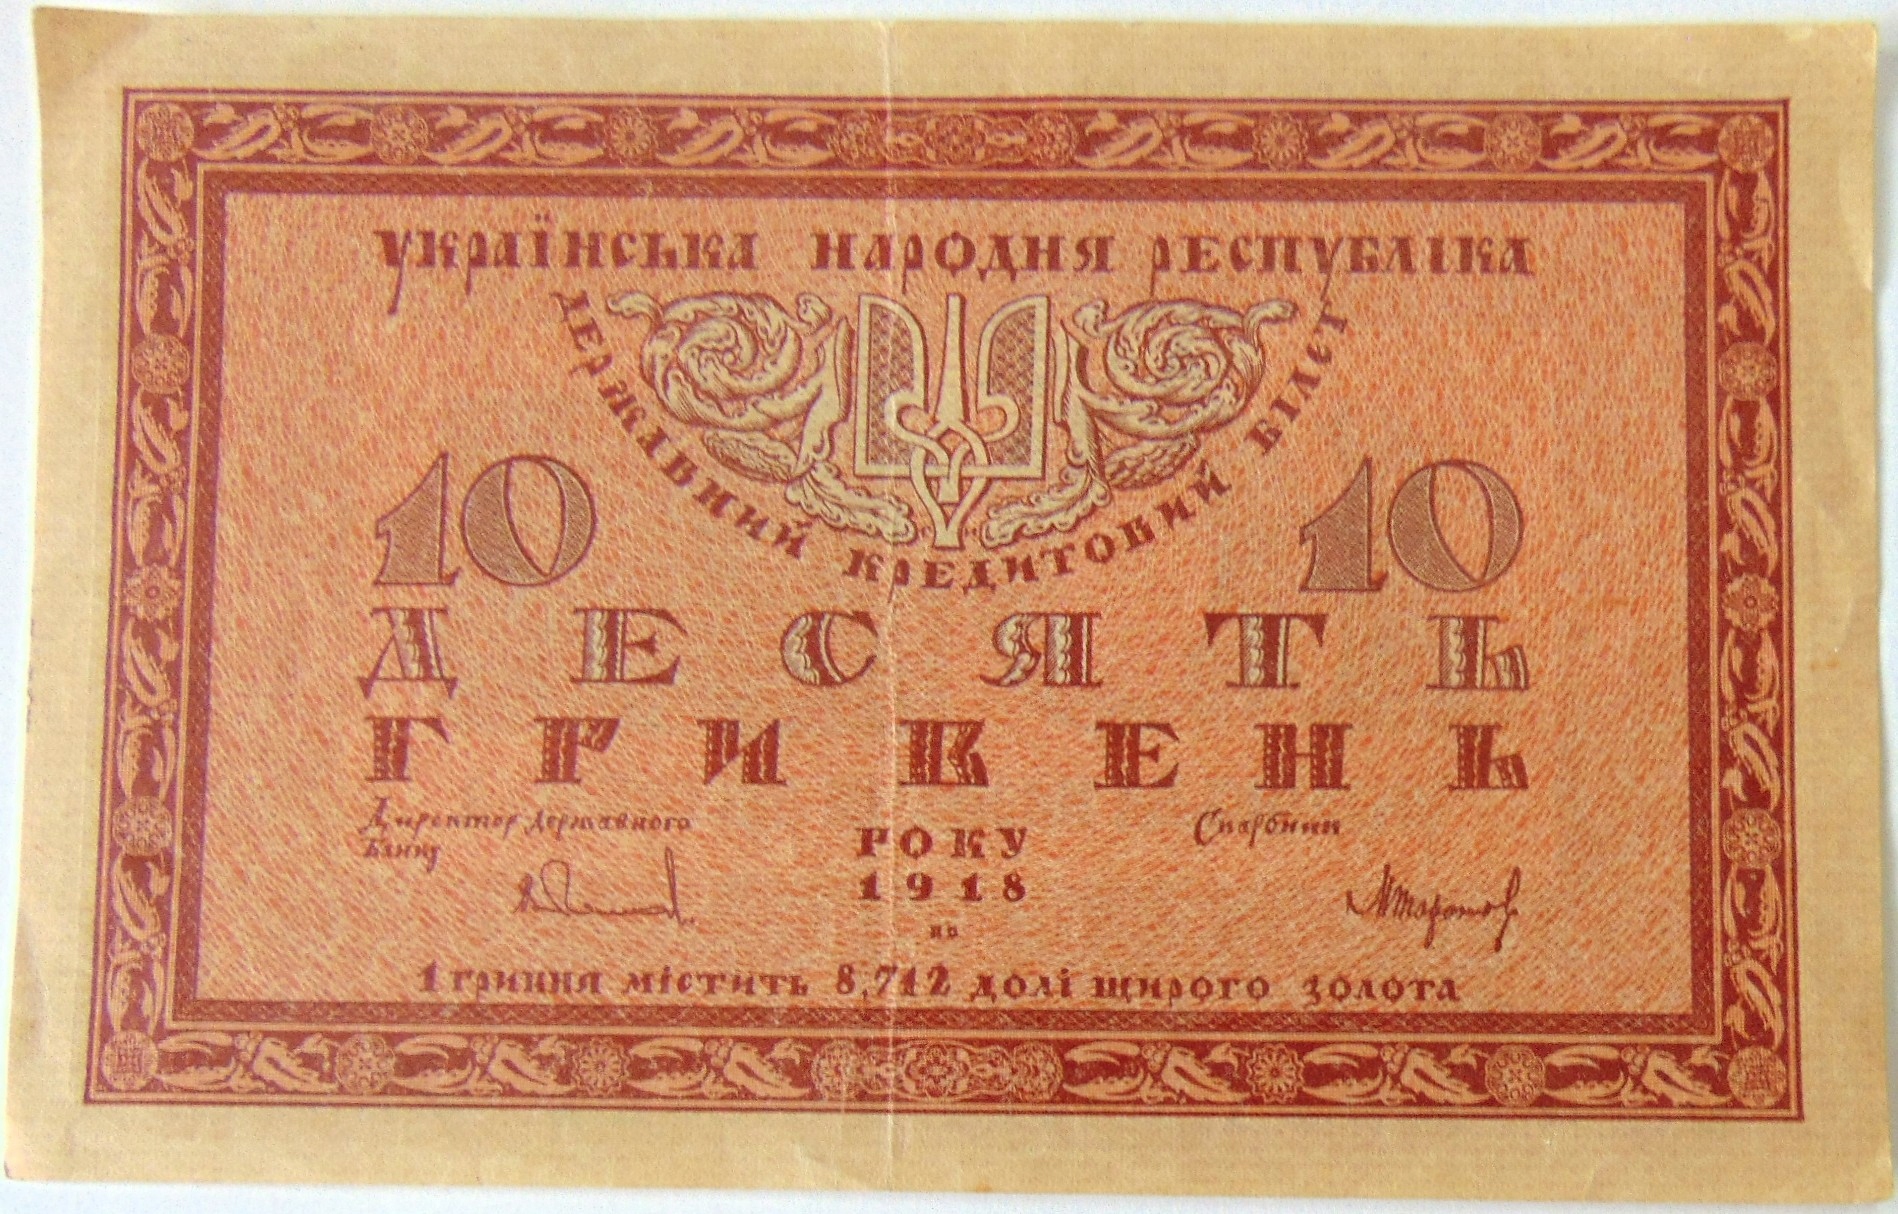 УКРАЇНСЬКА НАРОДНЯ РЕСПУБЛІКА
ДЕРЖАВНИЙ КРЕДИТОВИЙ БІЛЕТ
10 10
ДЕСЯТЬ
ГРИВЕНЬ
Директор Державного
Банку
Скарбник
РОКУ
1918
1 гривня містить 8,712 долі щирого золота